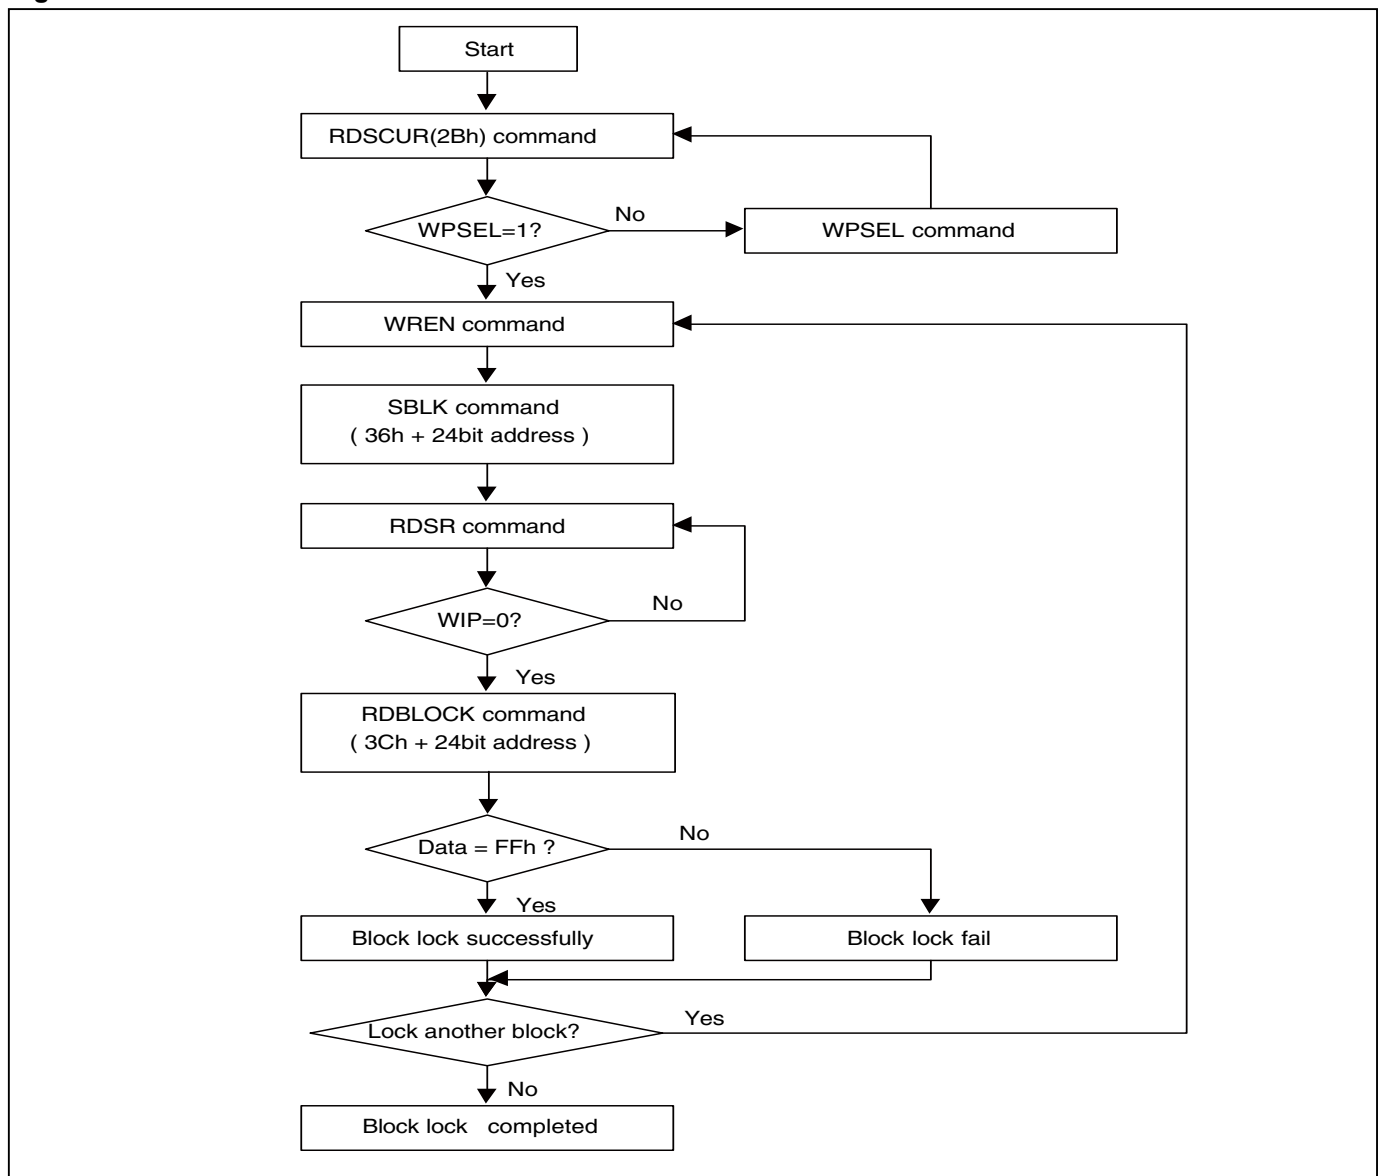 Start
RDSCUR(2Bh) command
WPSEL=1?
No
WPSEL command
Yes
WREN command
SBLK command
( 36h + 24bit address )
RDSR command
WIP=0?
No
Yes
RDBLOCK command
( 3Ch + 24bit address )
Data = FFh ?
No
Yes
Block lock successfully
Block lock fail
Lock another block?
Yes
No
Block lock completed